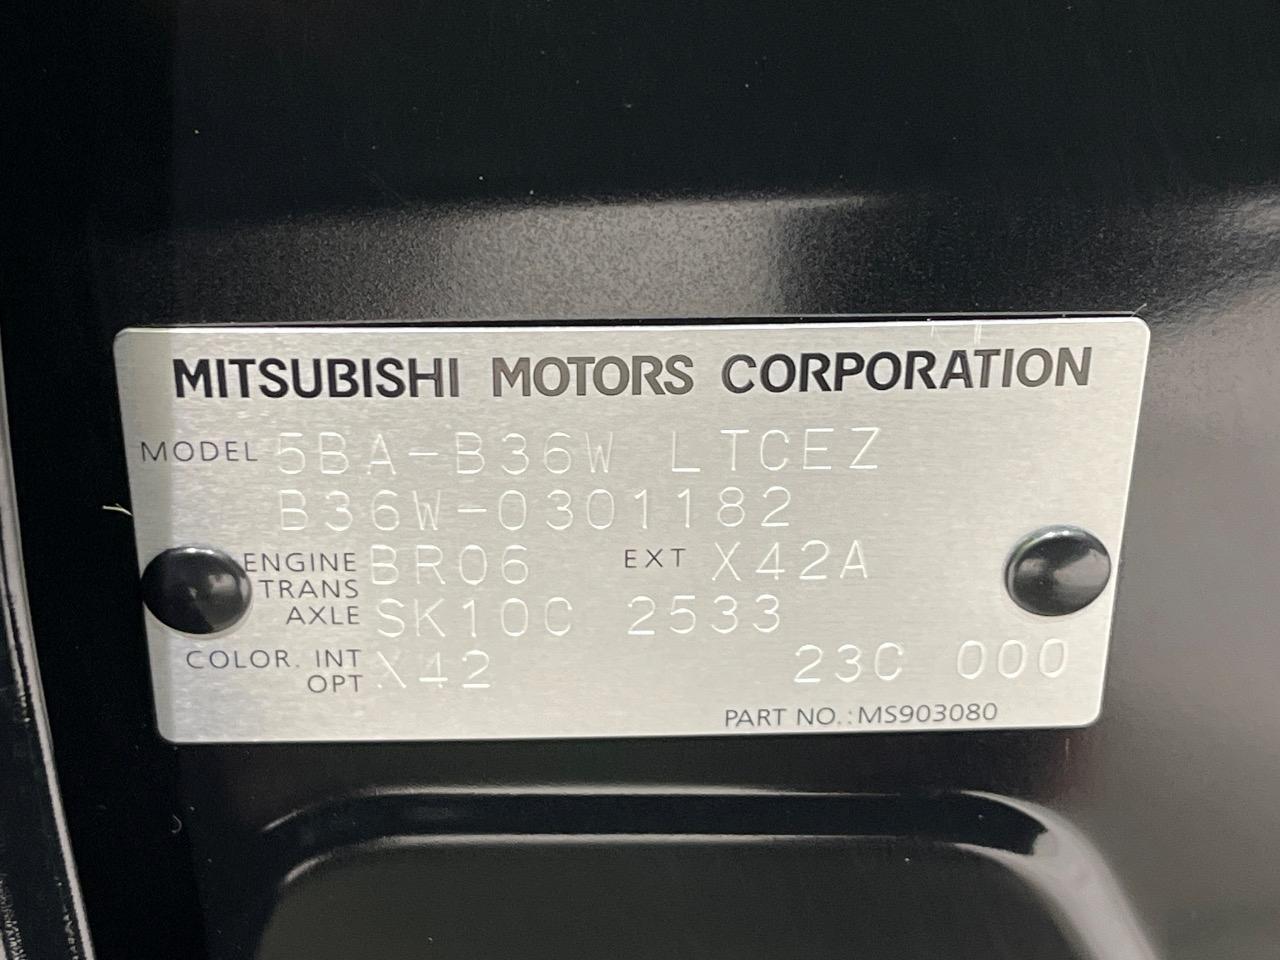 MITSUBISHI MOTORS CORPORATION
MODEL 5BA-B36W LTCEZ
B36W-0301182
ENGINE BR06 EXT X42A
TRANS
AXLE SK10C 2533
COLOR. INT X42 23C 000
OPT
PART NO.:MS903080